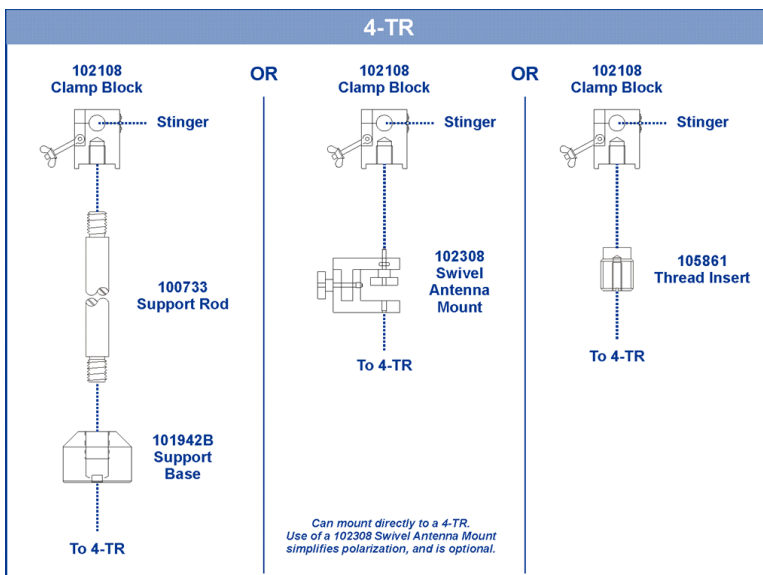 4-TR
102108
Clamp Block
Stinger
100733
Support Rod
101942B
Support
Base
To 4-TR
OR
102108
Clamp Block
Stinger
102308
Swivel
Antenna
Mount
To 4-TR
Can mount directly to a 4-TR.
Use of a 102308 Swivel Antenna Mount
simplifies polarization, and is optional.
OR
102108
Clamp Block
Stinger
105861
Thread Insert
To 4-TR